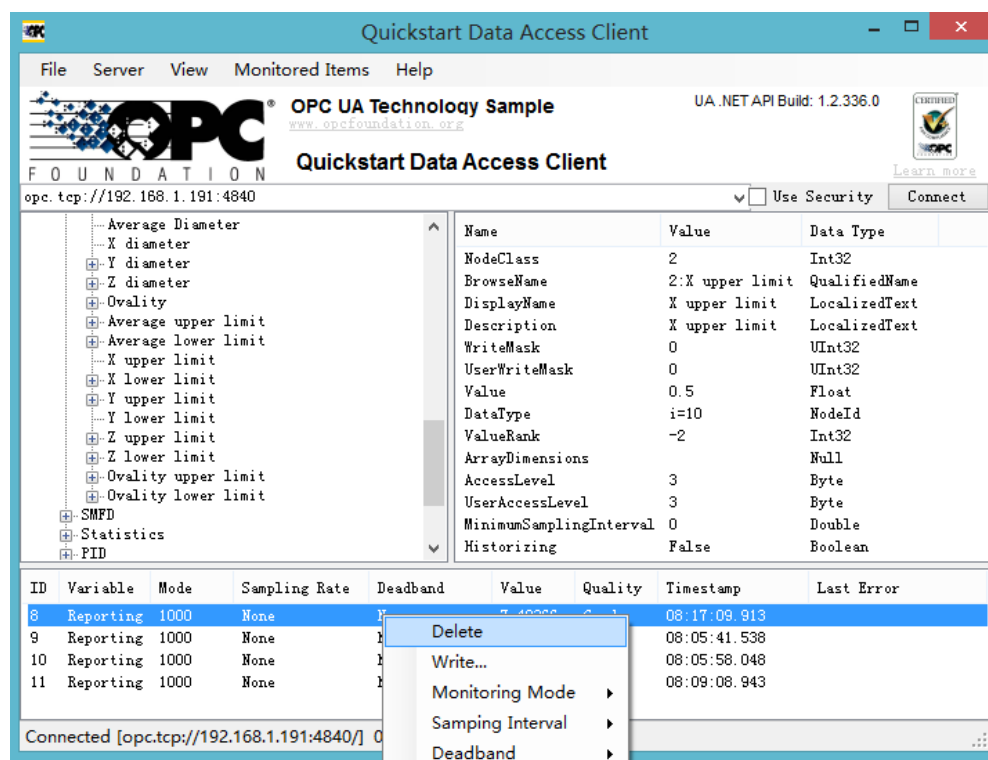 Quickstart Data Access Client
File Server View Monitored Items Help
OPC
FOUNDATION
OPC UA Technology Sample
www.opcfoundation.org
Quickstart Data Access Client
UA .NET API Build: 1.2.336.0
CERTIFIED
OPC
Learn more
opc.tcp://192.168.1.191:4840 Use Security Connect
Average Diameter
X diameter
Y diameter
Z diameter
Ovality
Average upper limit
Average lower limit
X upper limit
X lower limit
Y upper limit
Y lower limit
Z upper limit
Z lower limit
Ovality upper limit
Ovality lower limit
SMFD
Statistics
PID
Name Value Data Type
NodeClass 2 Int32
BrowseName 2:X upper limit QualifiedName
DisplayName X upper limit LocalizedText
Description X upper limit LocalizedText
WriteMask 0 UInt32
UserWriteMask 0 UInt32
Value 0.5 Float
DataType i=10 NodeId
ValueRank -2 Int32
ArrayDimensions Null
AccessLevel 3 Byte
UserAccessLevel 3 Byte
MinimumSamplingInterval 0 Double
Historizing False Boolean
ID Variable Mode Sampling Rate Deadband Value Quality Timestamp Last Error
8 Reporting 1000 None 08:17:09.913
9 Reporting 1000 None 08:05:41.538
10 Reporting 1000 None 08:05:58.048
11 Reporting 1000 None 08:09:08.943
Delete
Write...
Monitoring Mode
Samping Interval
Deadband
Connected [opc.tcp://192.168.1.191:4840/] 0